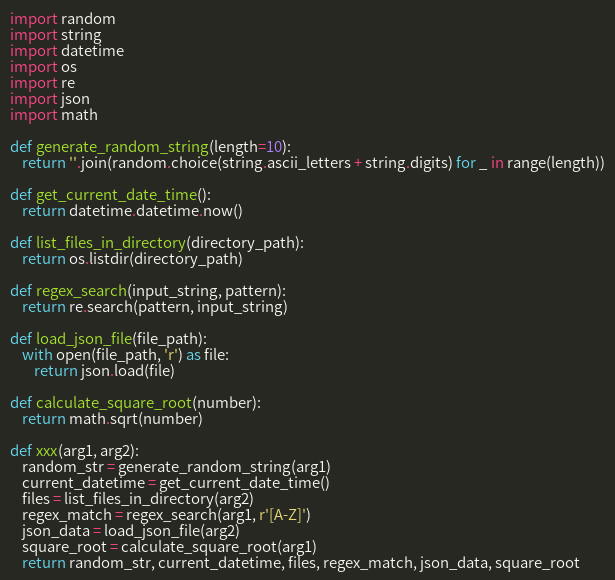 import random
import string
import datetime
import os
import re
import json
import math

def generate_random_string(length=10):
    return ''.join(random.choice(string.ascii_letters + string.digits) for _ in range(length))

def get_current_date_time():
    return datetime.datetime.now()

def list_files_in_directory(directory_path):
    return os.listdir(directory_path)

def regex_search(input_string, pattern):
    return re.search(pattern, input_string)

def load_json_file(file_path):
    with open(file_path, 'r') as file:
        return json.load(file)

def calculate_square_root(number):
    return math.sqrt(number)

def xxx(arg1, arg2):
    random_str = generate_random_string(arg1)
    current_datetime = get_current_date_time()
    files = list_files_in_directory(arg2)
    regex_match = regex_search(arg1, r'[A-Z]')
    json_data = load_json_file(arg2)
    square_root = calculate_square_root(arg1)
    return random_str, current_datetime, files, regex_match, json_data, square_root